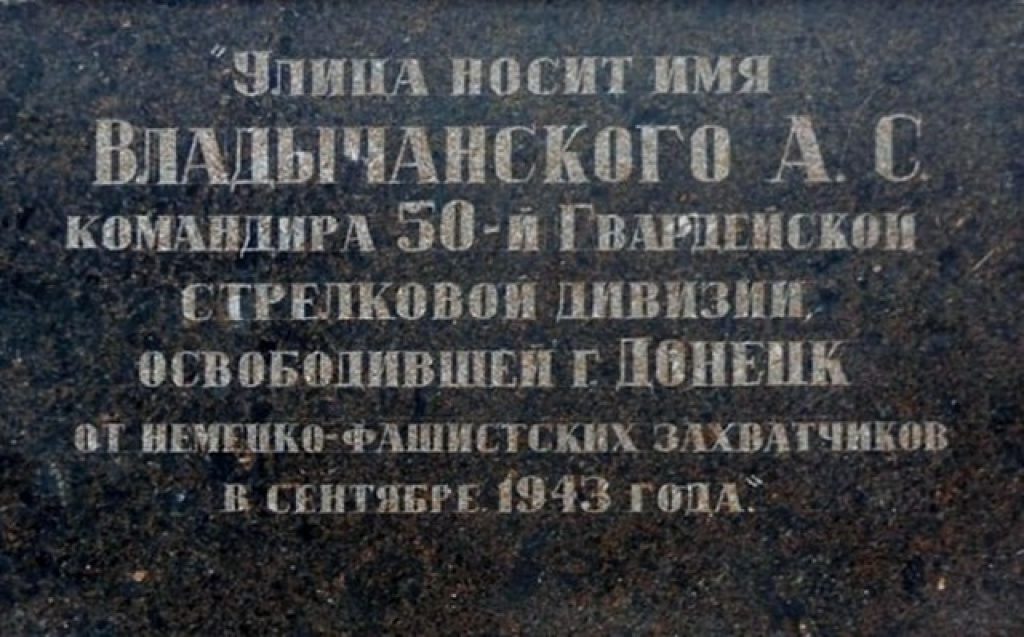 "Улица носит имя
Владычанского А. С.
командира 50-й Гвардейской
стрелковой дивизии,
освободившей г. Донецк
от немецко-фашистских захватчиков
в сентябре 1943 года."